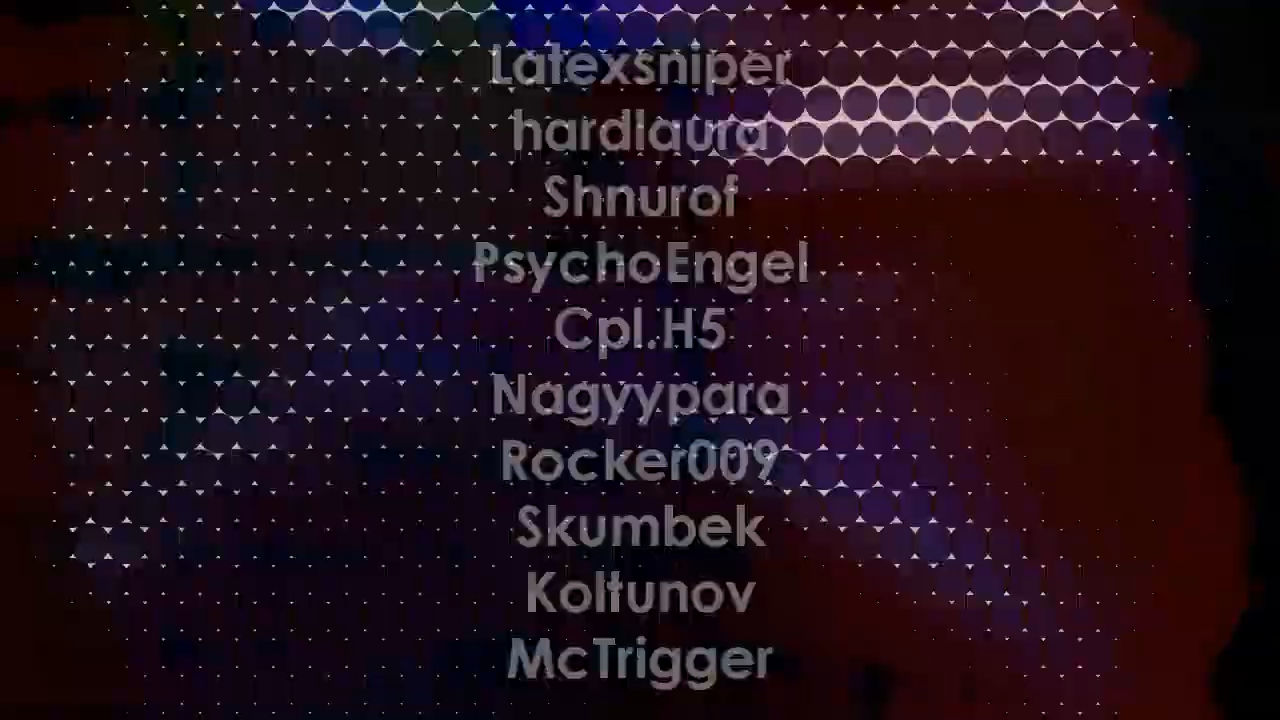 Latexsniper
hardlaura
Shnurof
PsychoEngel
Cpl.H5
Nagyypara
Rocker009
Skumbek
Koltunov
McTrigger